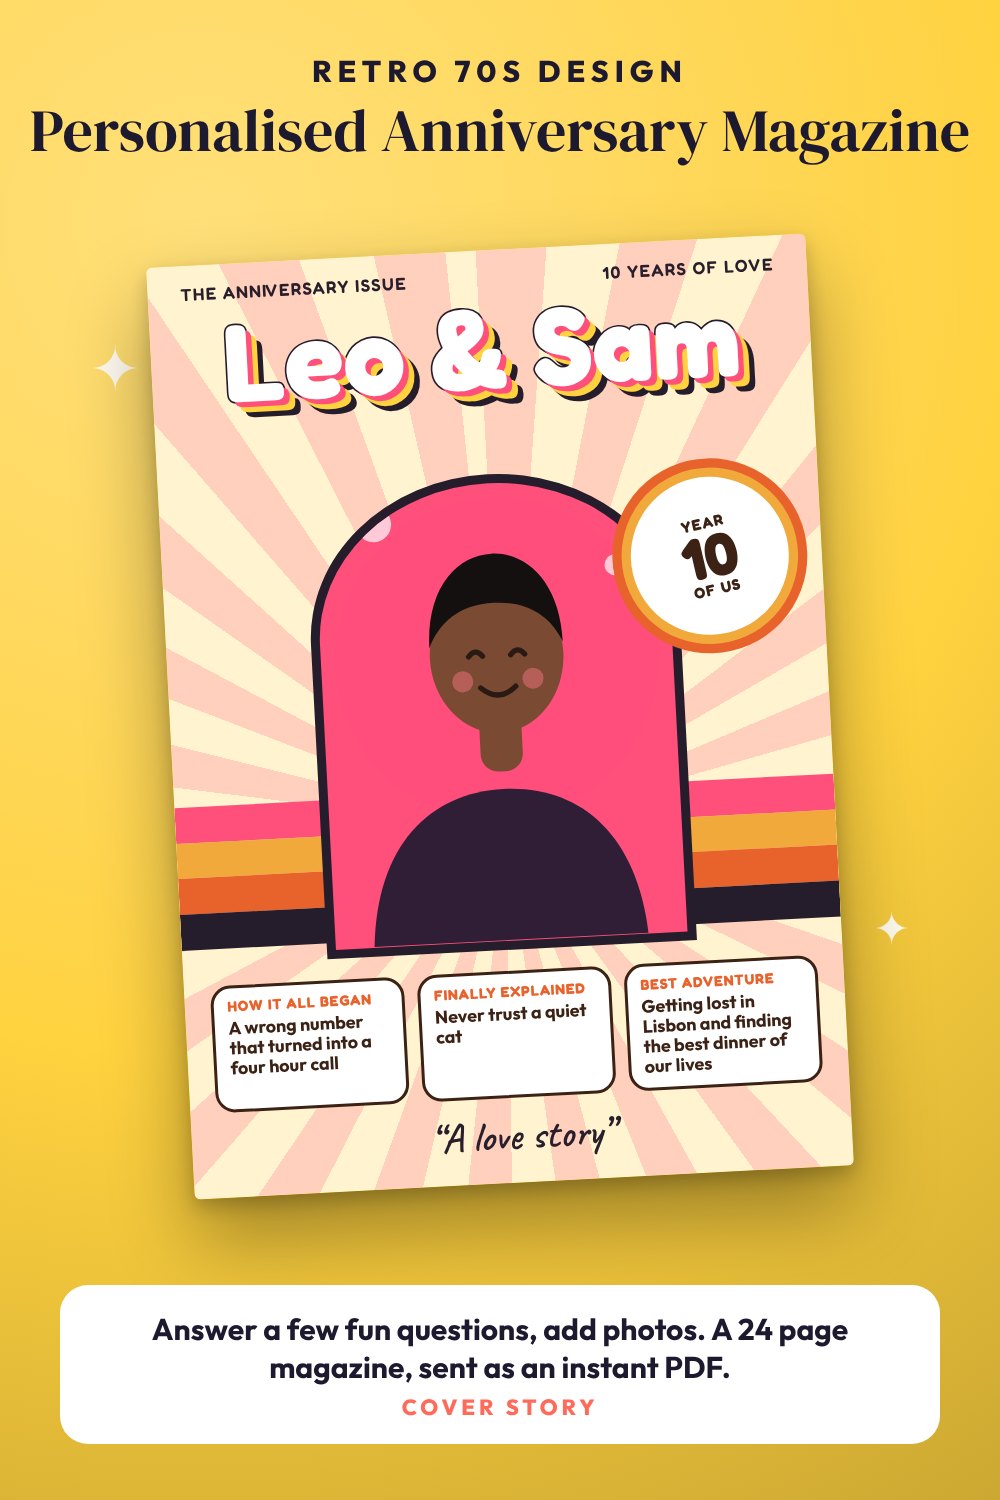 RETRO 70S DESIGN
Personalised Anniversary Magazine
THE ANNIVERSARY ISSUE
10 YEARS OF LOVE
Leo & Sam
YEAR
10
OF US
HOW IT ALL BEGAN
A wrong number
that turned into a
four hour call
FINALLY EXPLAINED
Never trust a quiet
cat
BEST ADVENTURE
Getting lost in
Lisbon and finding
the best dinner of
our lives
“A love story”
Answer a few fun questions, add photos. A 24 page
magazine, sent as an instant PDF.
COVER STORY